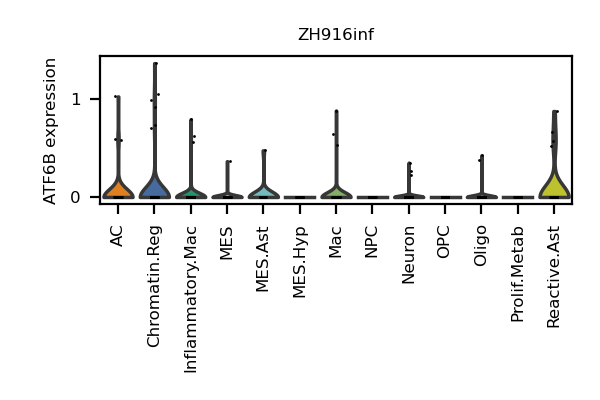 ZH916inf
ATF6B expression
1
0
AC
Chromatin.Reg
Inflammatory.Mac
MES
MES.Ast
MES.Hyp
Mac
NPC
Neuron
OPC
Oligo
Prolif.Metab
Reactive.Ast